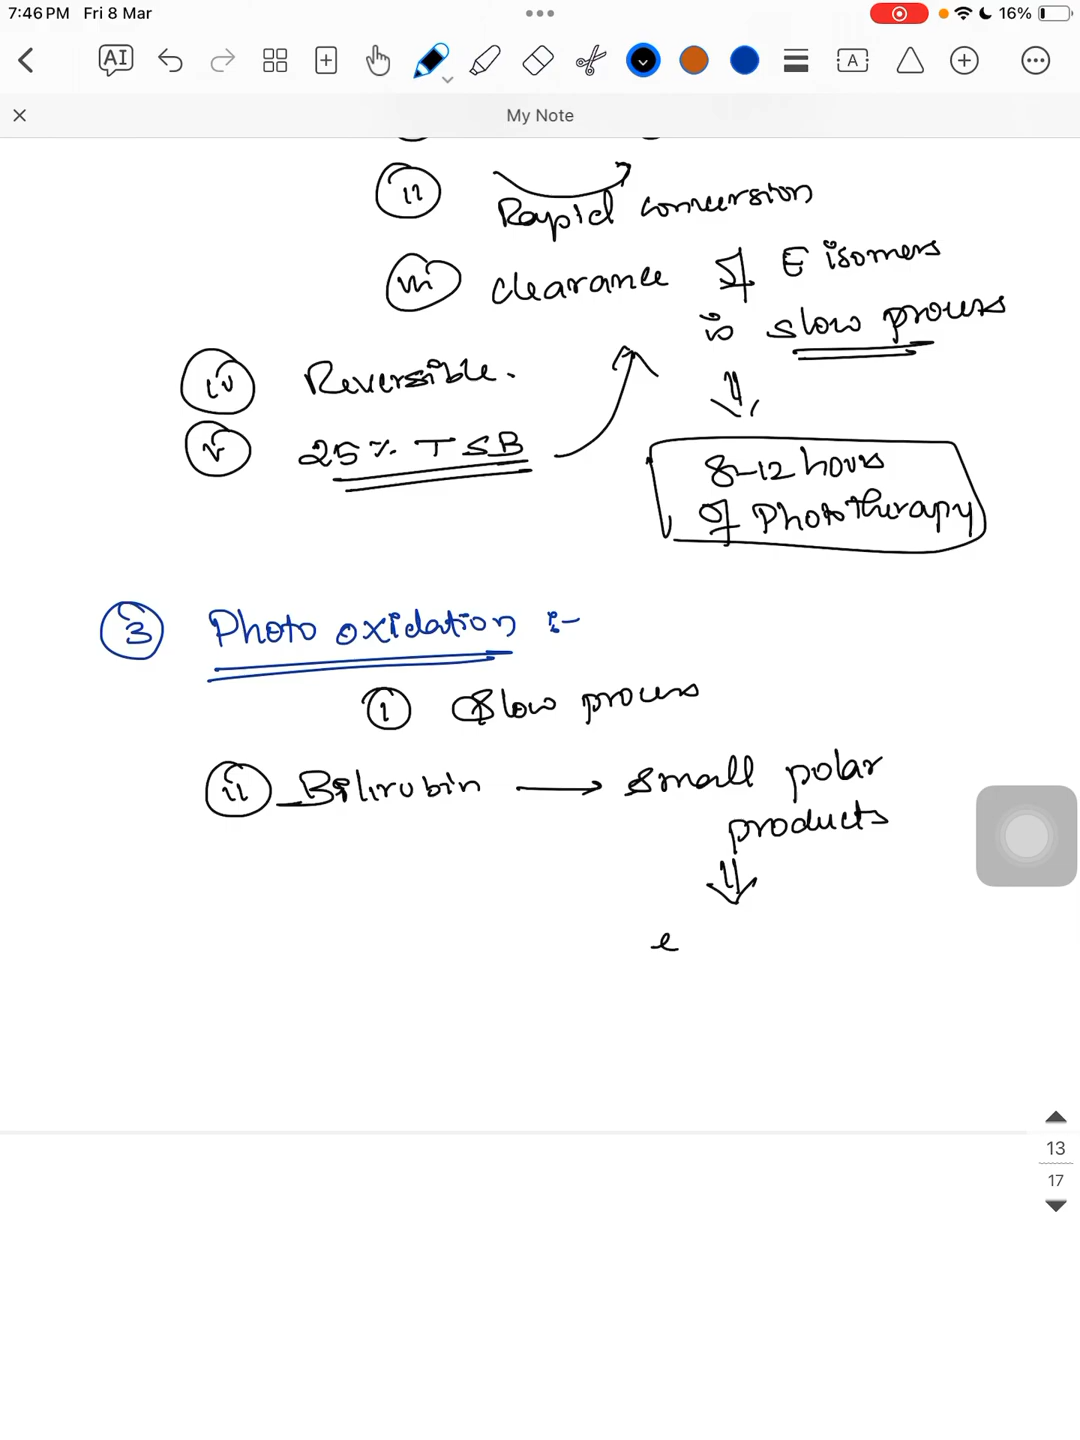 7:46 PM Fri 8 Mar
16%
AI
A
My Note
ii Rapid conversion
iii clearance of E isomers
is slow process
iv Reversible.
v 25% TSB
8-12 hours
of Phototherapy
3 Photo oxidation :-
i Slow process
ii Bilirubin → small polar
products
e
13
17